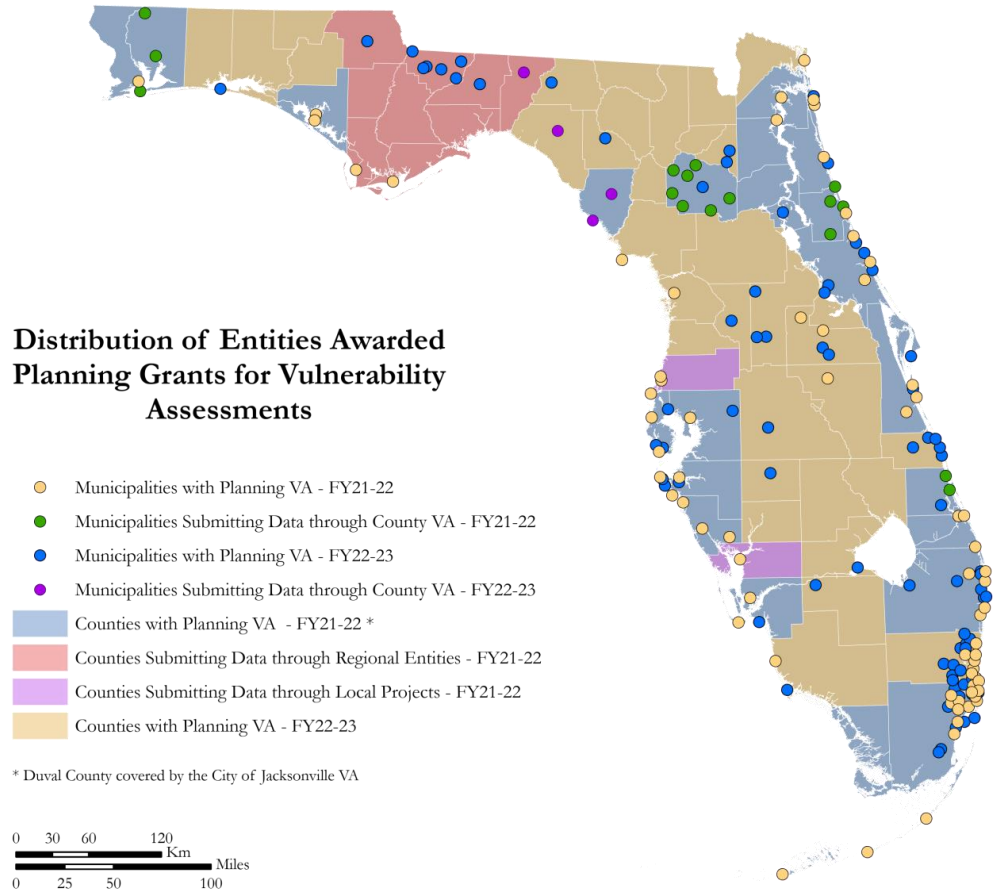 Distribution of Entities Awarded
Planning Grants for Vulnerability
Assessments
Municipalities with Planning VA - FY21-22
Municipalities Submitting Data through County VA - FY21-22
Municipalities with Planning VA - FY22-23
Municipalities Submitting Data through County VA - FY22-23
Counties with Planning VA - FY21-22 *
Counties Submitting Data through Regional Entities - FY21-22
Counties Submitting Data through Local Projects - FY21-22
Counties with Planning VA - FY22-23
* Duval County covered by the City of Jacksonville VA
0 30 60 120
Km
Miles
0 25 50 100